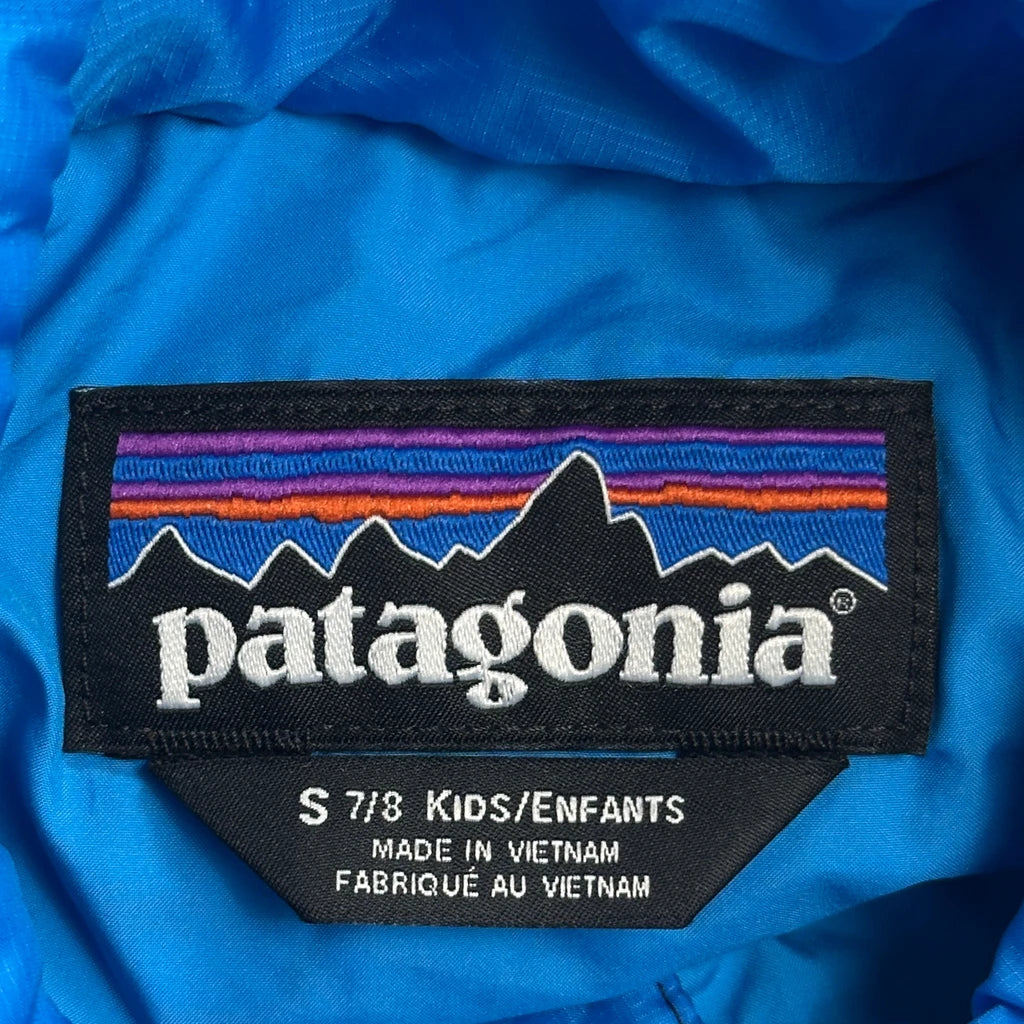 patagonia®
S 7/8 KIDS/ENFANTS
MADE IN VIETNAM
FABRIQUÉ AU VIETNAM